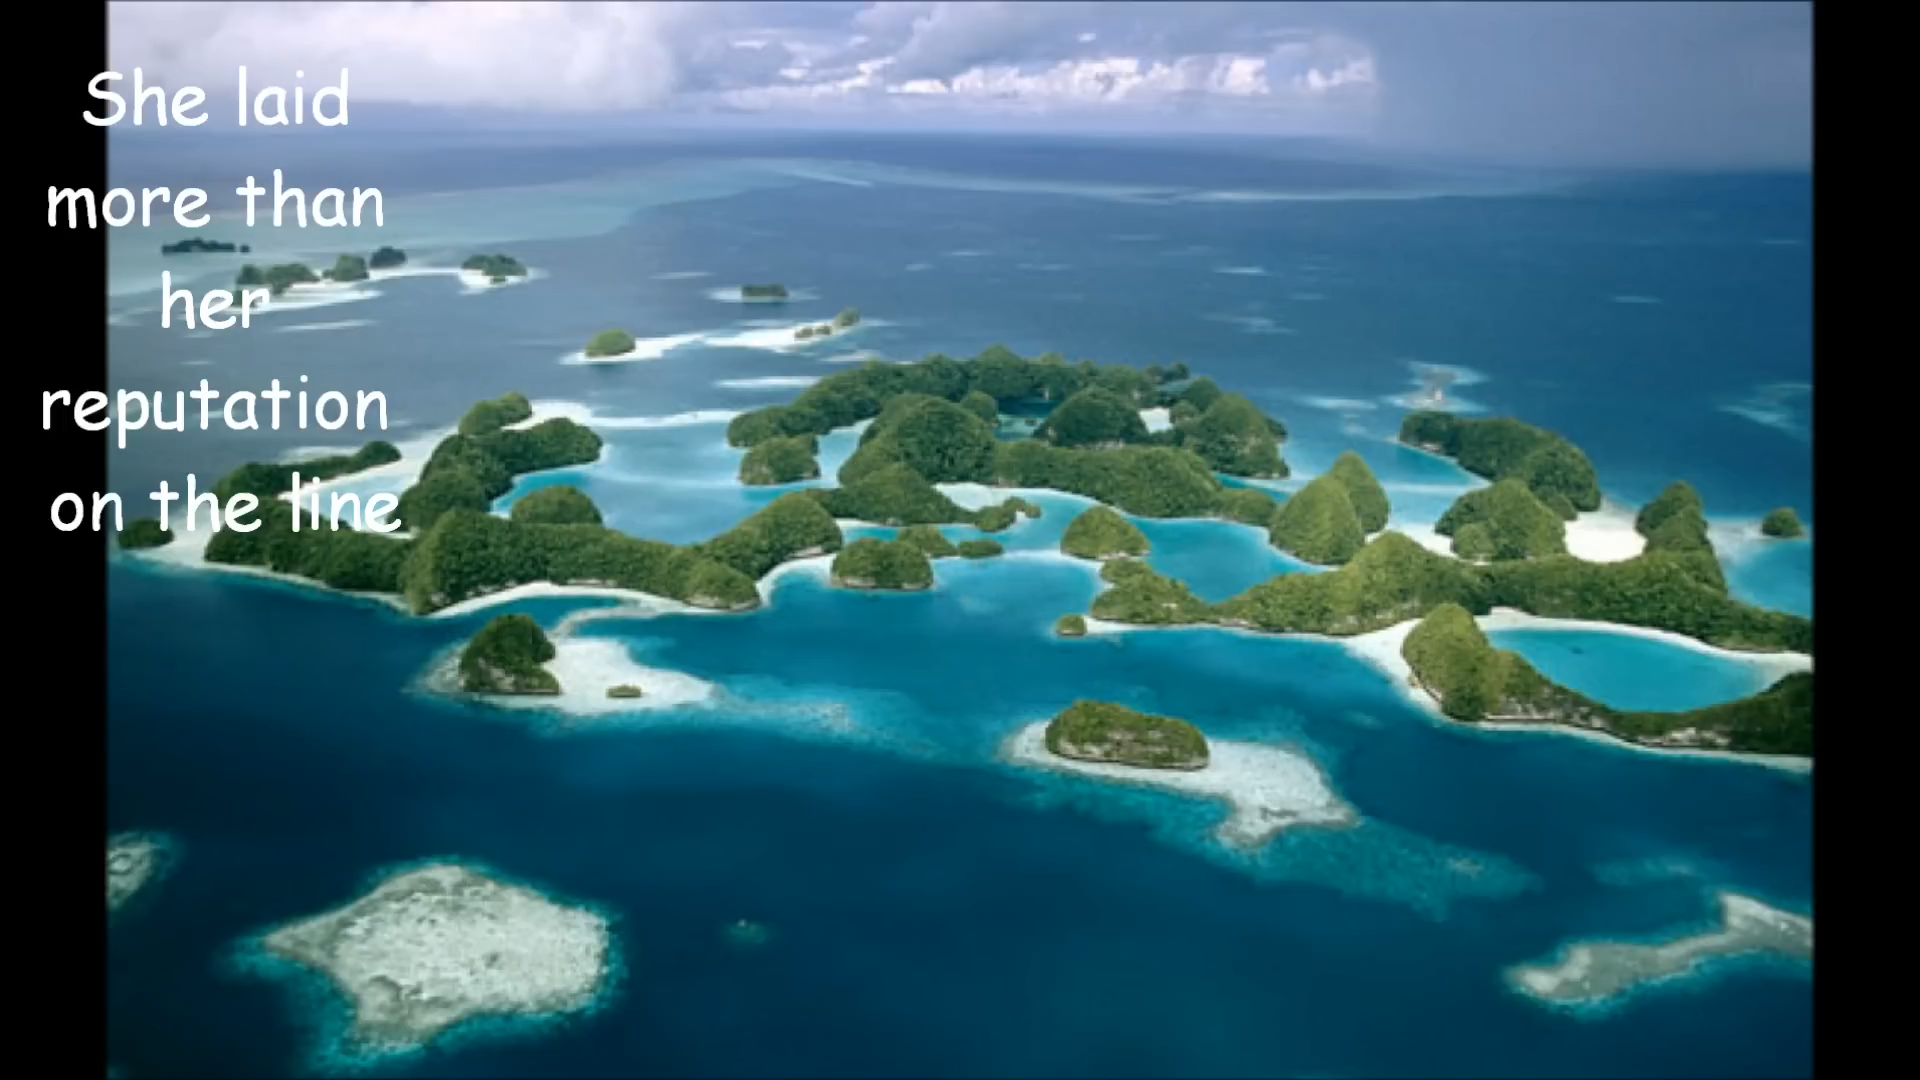 She laid
more than
her
reputation
on the line